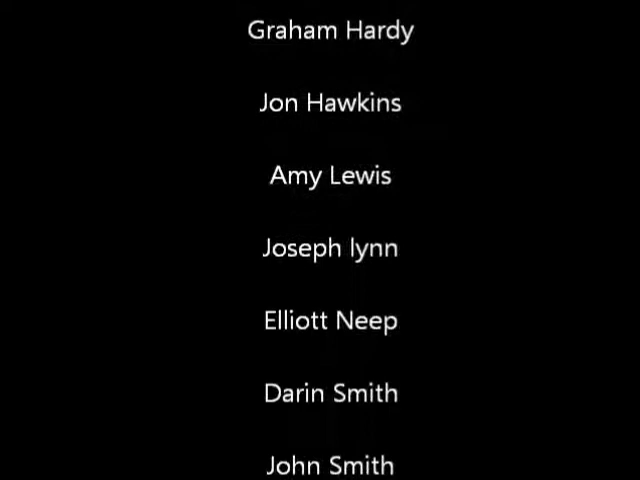 Graham Hardy
Jon Hawkins
Amy Lewis
Joseph lynn
Elliott Neep
Darin Smith
John Smith